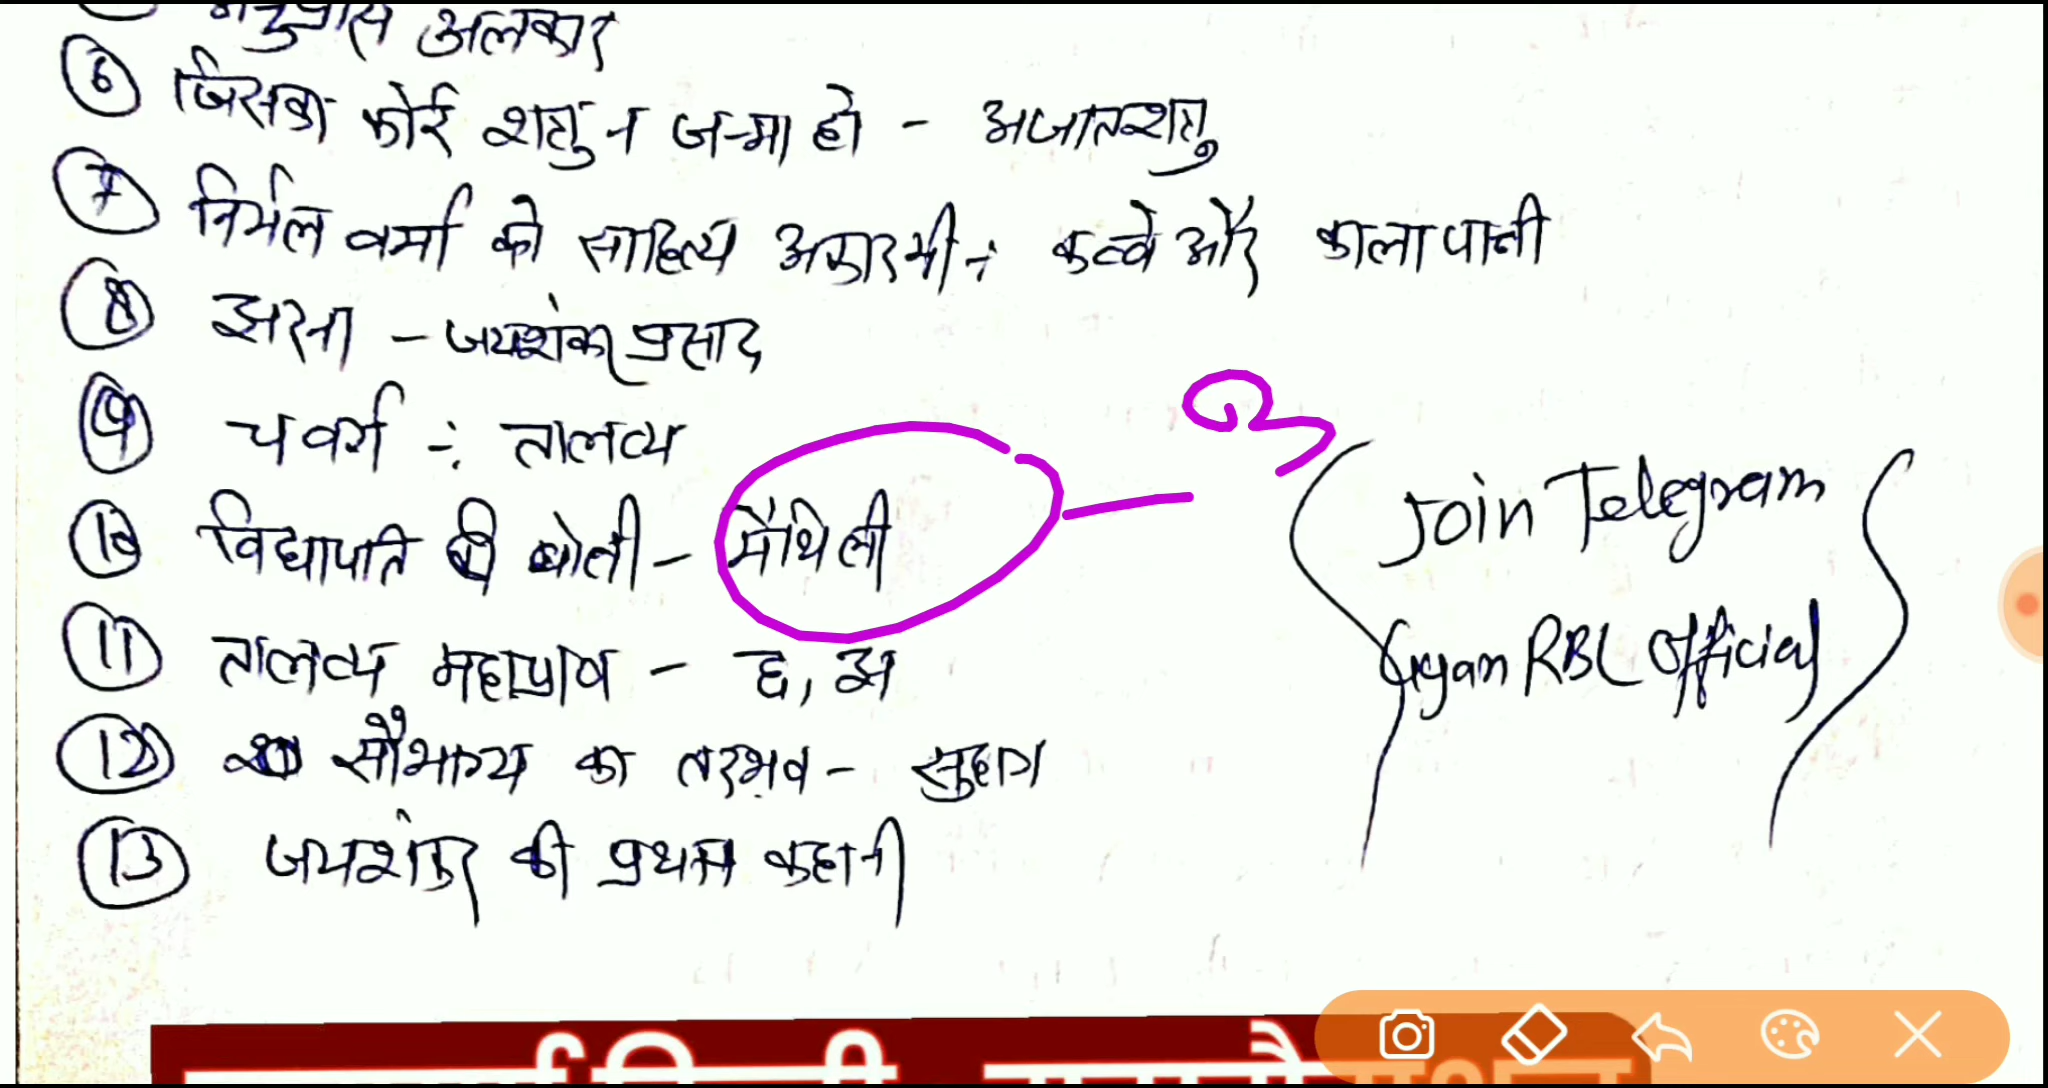 अनुप्रास अलंकार
6 जिसका कोई शत्रु न जन्मा हो - अजातशत्रु
7 निर्मल वर्मा को साहित्य अकादमी ÷ कव्वे और काला पानी
8 झरना - जयशंकर प्रसाद
9 च वर्ग ÷ तालव्य
10 विद्यापति की बोली - मैथिली
11 तालव्य महाप्राण - छ, झ
12 सौभाग्य का तद्भव - सुहाग
13 जयशंकर की प्रथम कहानी
Join Telegram
Gyan RBL Official